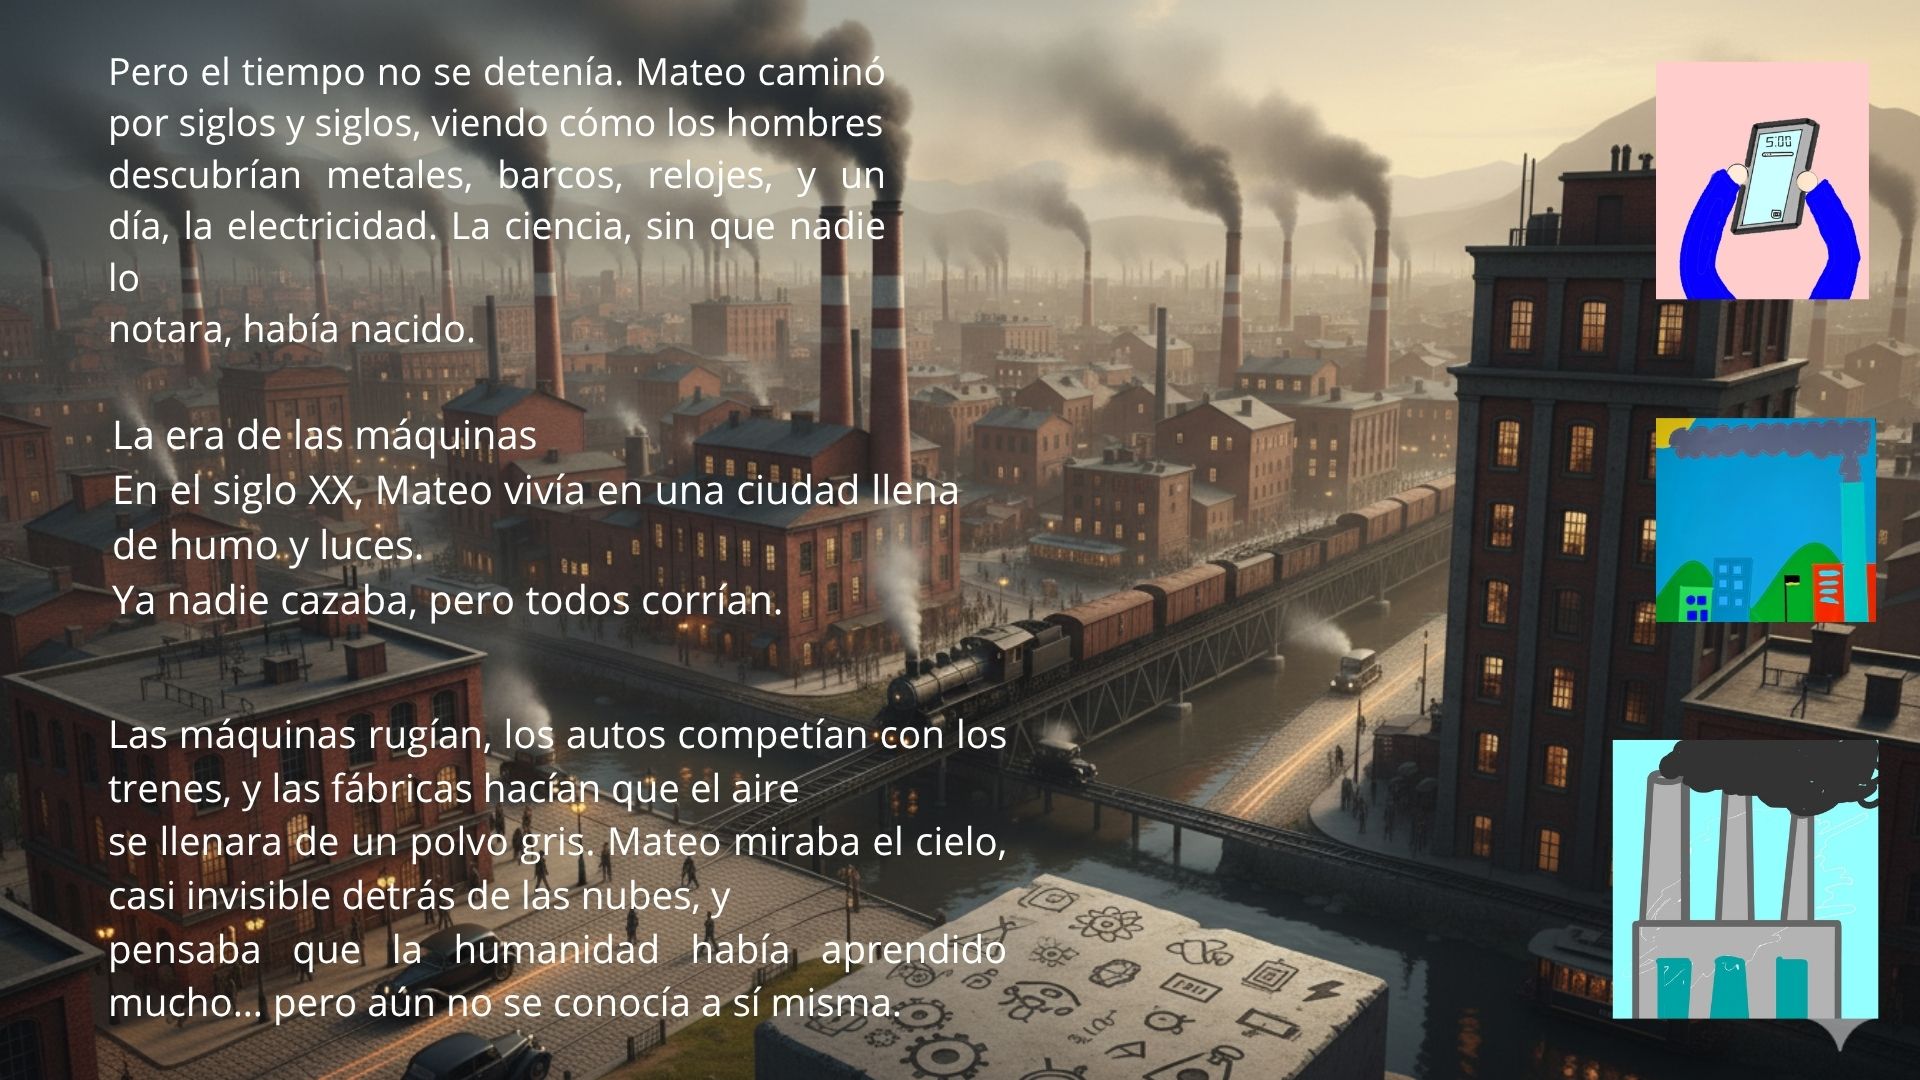 Pero el tiempo no se detenía. Mateo caminó
por siglos y siglos, viendo cómo los hombres
descubrían metales, barcos, relojes, y un
día, la electricidad. La ciencia, sin que nadie
lo
notara, había nacido.
La era de las máquinas
En el siglo XX, Mateo vivía en una ciudad llena
de humo y luces.
Ya nadie cazaba, pero todos corrían.
Las máquinas rugían, los autos competían con los
trenes, y las fábricas hacían que el aire
se llenara de un polvo gris. Mateo miraba el cielo,
casi invisible detrás de las nubes, y
pensaba que la humanidad había aprendido
mucho... pero aún no se conocía a sí misma.
5:00